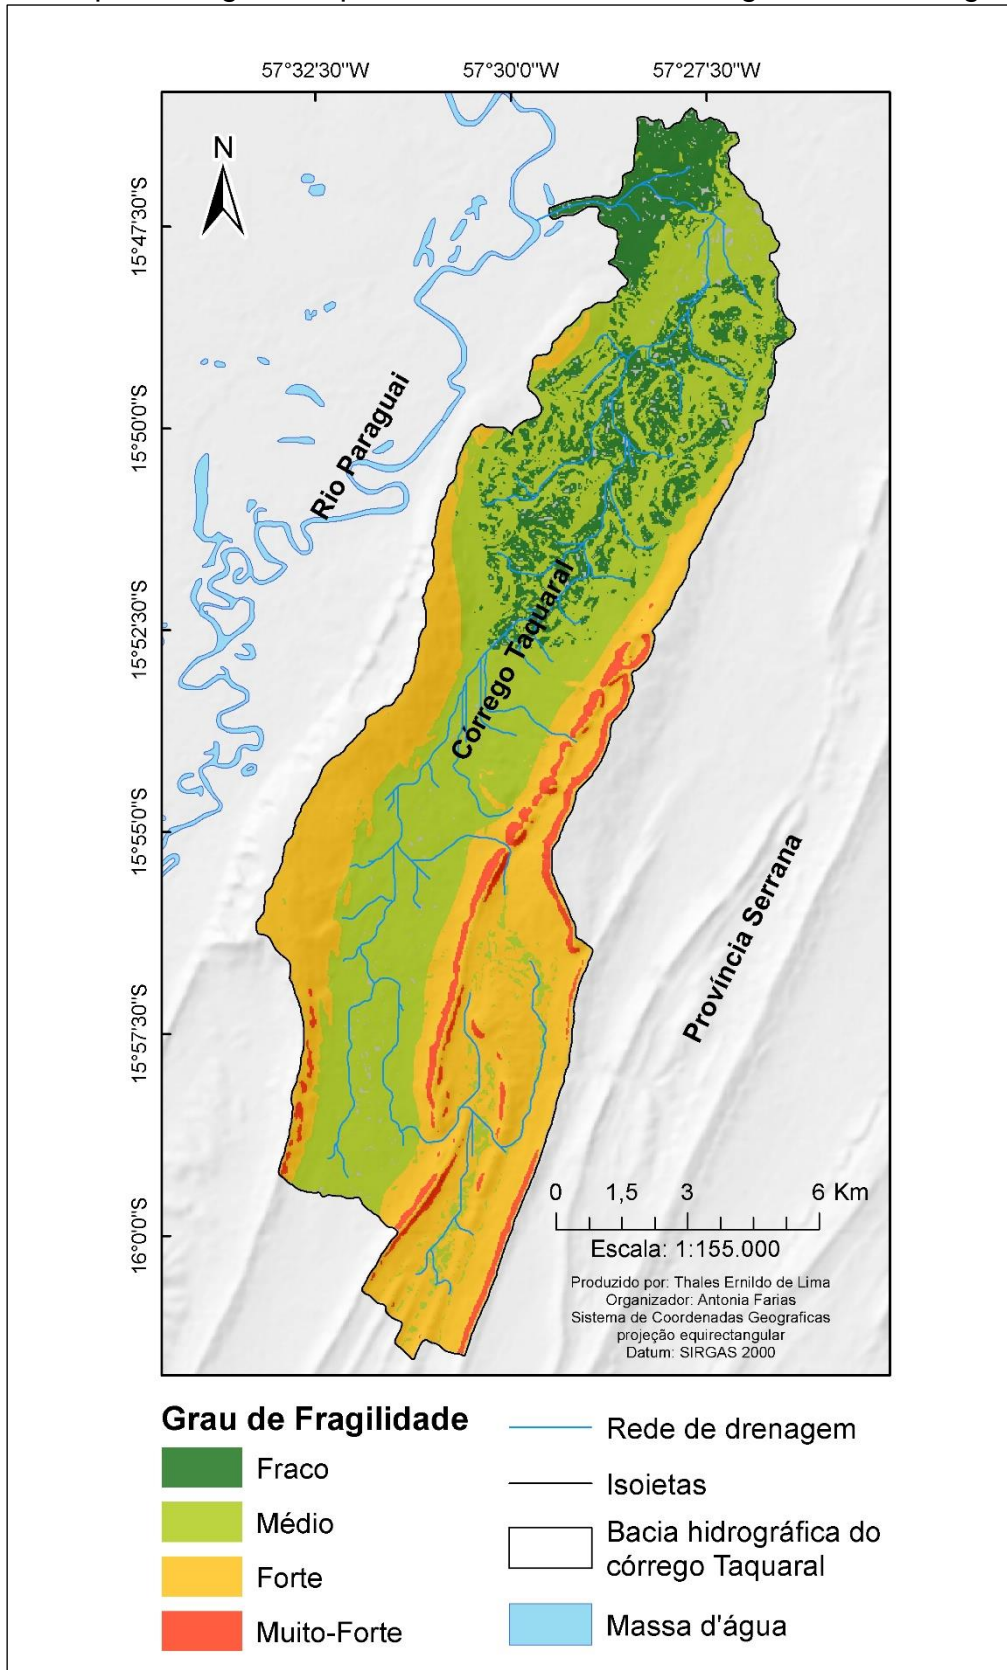 57°32'30"W
57°30'0"W
57°27'30"W
N
15°47'30"S
15°50'0"S
15°52'30"S
15°55'0"S
15°57'30"S
16°0'0"S
Rio Paraguai
Córrego Taquaral
Província Serrana
0 1,5 3 6 Km
Escala: 1:155.000
Produzido por: Thales Ernildo de Lima
Organizador: Antonia Farias
Sistema de Coordenadas Geograficas
projeção equirectangular
Datum: SIRGAS 2000
Grau de Fragilidade
Fraco
Médio
Forte
Muito-Forte
Rede de drenagem
Isoietas
Bacia hidrográfica do
córrego Taquaral
Massa d'água